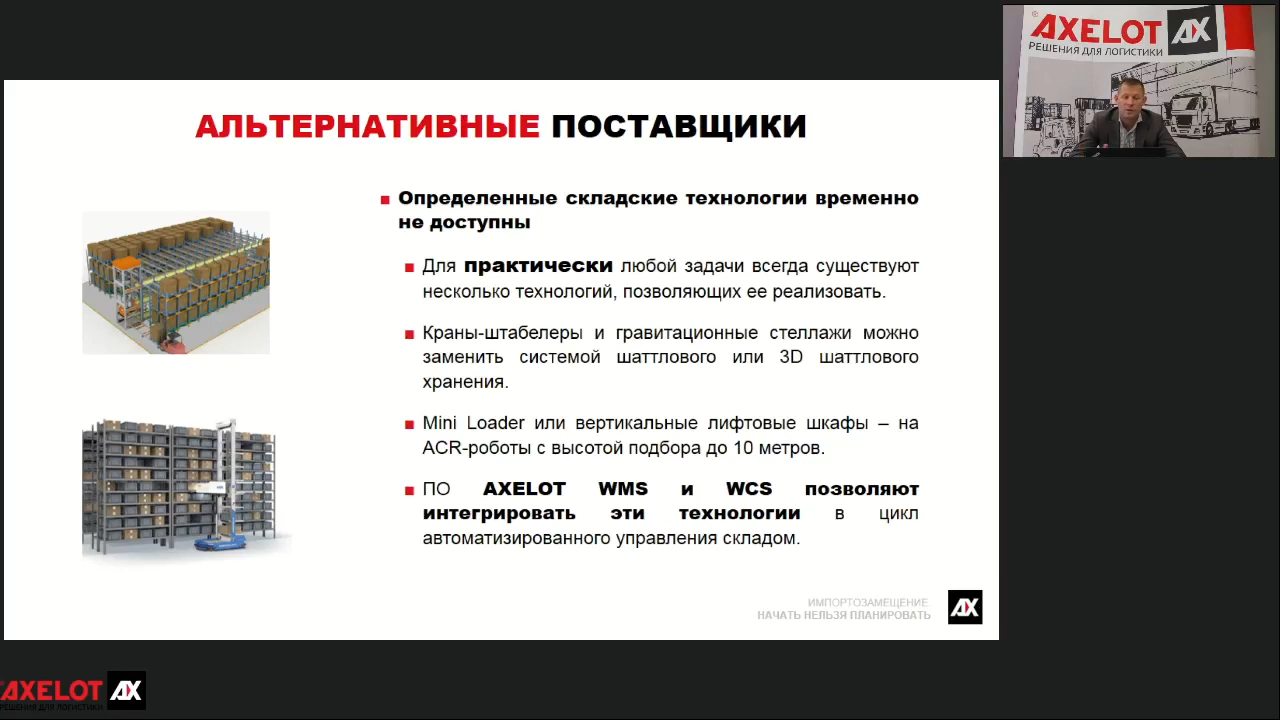 АЛЬТЕРНАТИВНЫЕ ПОСТАВЩИКИ
Определенные складские технологии временно
не доступны
Для практически любой задачи всегда существуют
несколько технологий, позволяющих ее реализовать.
Краны-штабелеры и гравитационные стеллажи можно
заменить системой шаттлового или 3D шаттлового
хранения.
Mini Loader или вертикальные лифтовые шкафы – на
ACR-роботы с высотой подбора до 10 метров.
ПО AXELOT WMS и WCS позволяют
интегрировать эти технологии в цикл
автоматизированного управления складом.
ИМПОРТОЗАМЕЩЕНИЕ
НАЧАТЬ НЕЛЬЗЯ ПЛАНИРОВАТЬ
AX
AXELOT AX
РЕШЕНИЯ ДЛЯ ЛОГИСТИКИ
AXELOT AX
РЕШЕНИЯ ДЛЯ ЛОГИСТИКИ